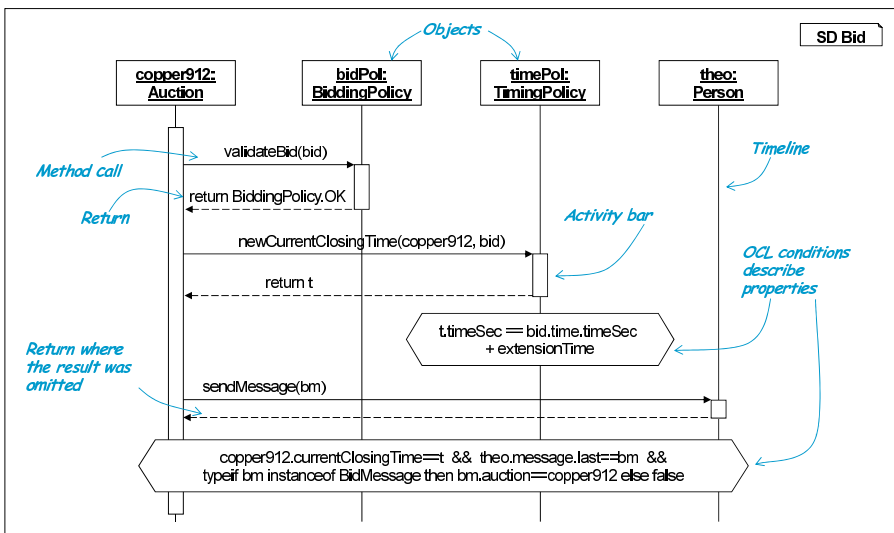 Objects
SD Bid
copper912:
Auction
bidPol:
BiddingPolicy
timePol:
TimingPolicy
theo:
Person
validateBid(bid)
Method call
Timeline
return BiddingPolicy.OK
Return
Activity bar
newCurrentClosingTime(copper912, bid)
OCL conditions
describe
properties
return t
t.timeSec == bid.time.timeSec
+ extensionTime
Return where
the result was
omitted
sendMessage(bm)
copper912.currentClosingTime==t && theo.message.last==bm &&
typeif bm instanceof BidMessage then bm.auction==copper912 else false